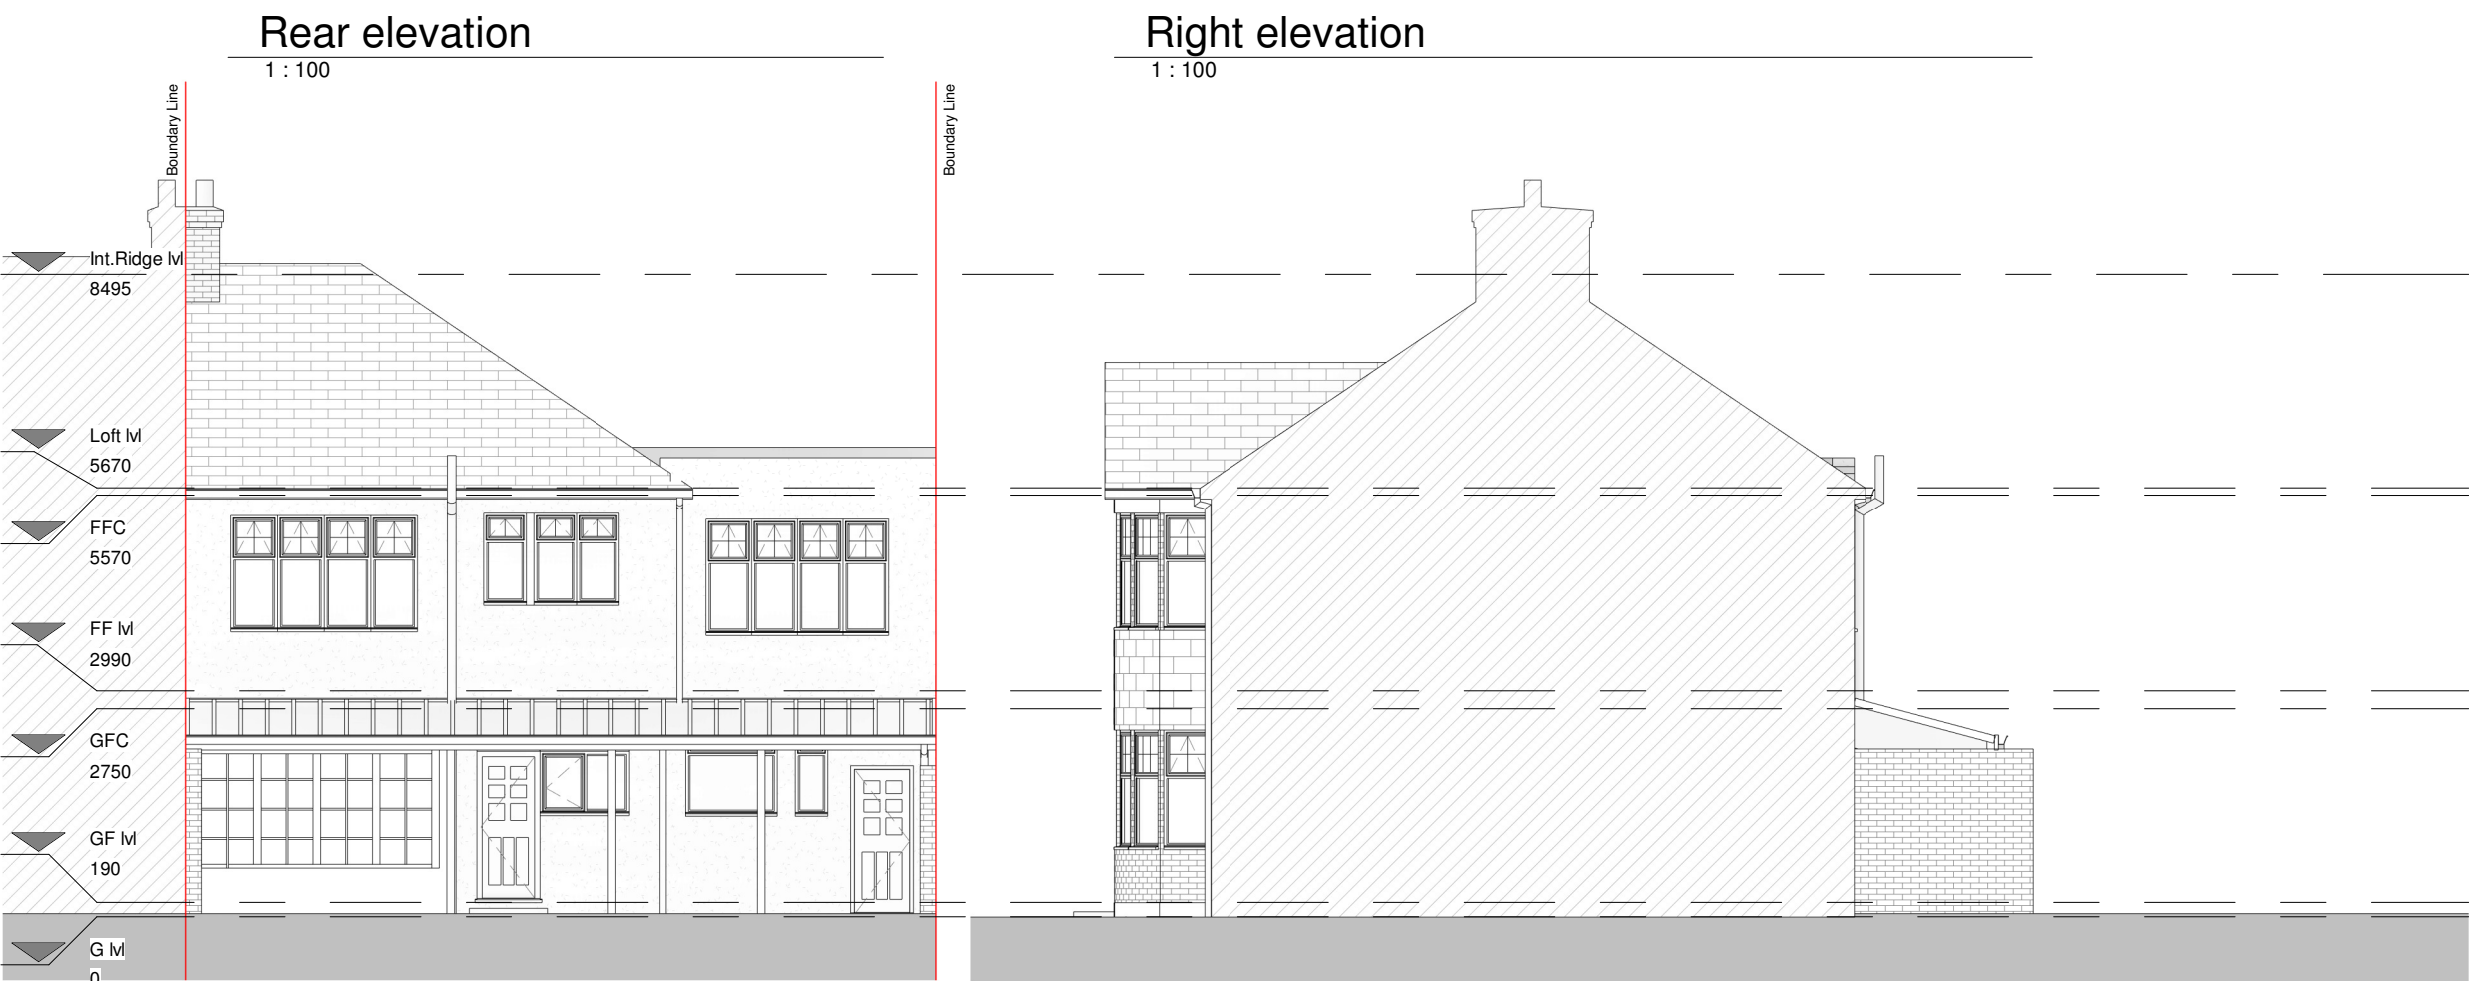 Rear elevation
1 : 100
Right elevation
1 : 100
Boundary Line
Boundary Line
Int.Ridge lvl
8495
Loft lvl
5670
FFC
5570
FF lvl
2990
GFC
2750
GF lvl
190
G lvl
0